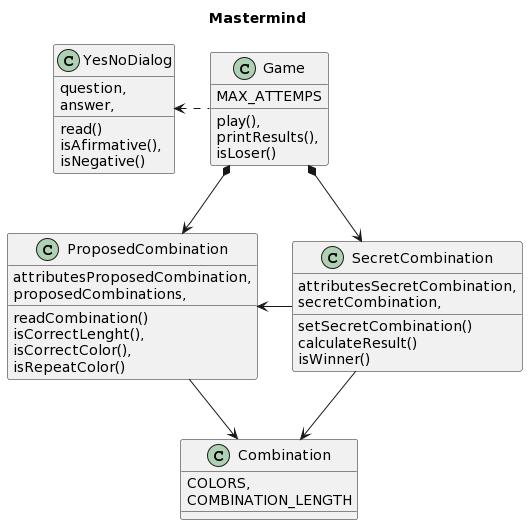 Mastermind
C YesNoDialog
question,
answer,
read()
isAfirmative(),
isNegative()
C Game
MAX_ATTEMPS
play(),
printResults(),
isLoser()
C ProposedCombination
attributesProposedCombination,
proposedCombinations,
readCombination()
isCorrectLenght(),
isCorrectColor(),
isRepeatColor()
C SecretCombination
attributesSecretCombination,
secretCombination,
setSecretCombination()
calculateResult()
isWinner()
C Combination
COLORS,
COMBINATION_LENGTH